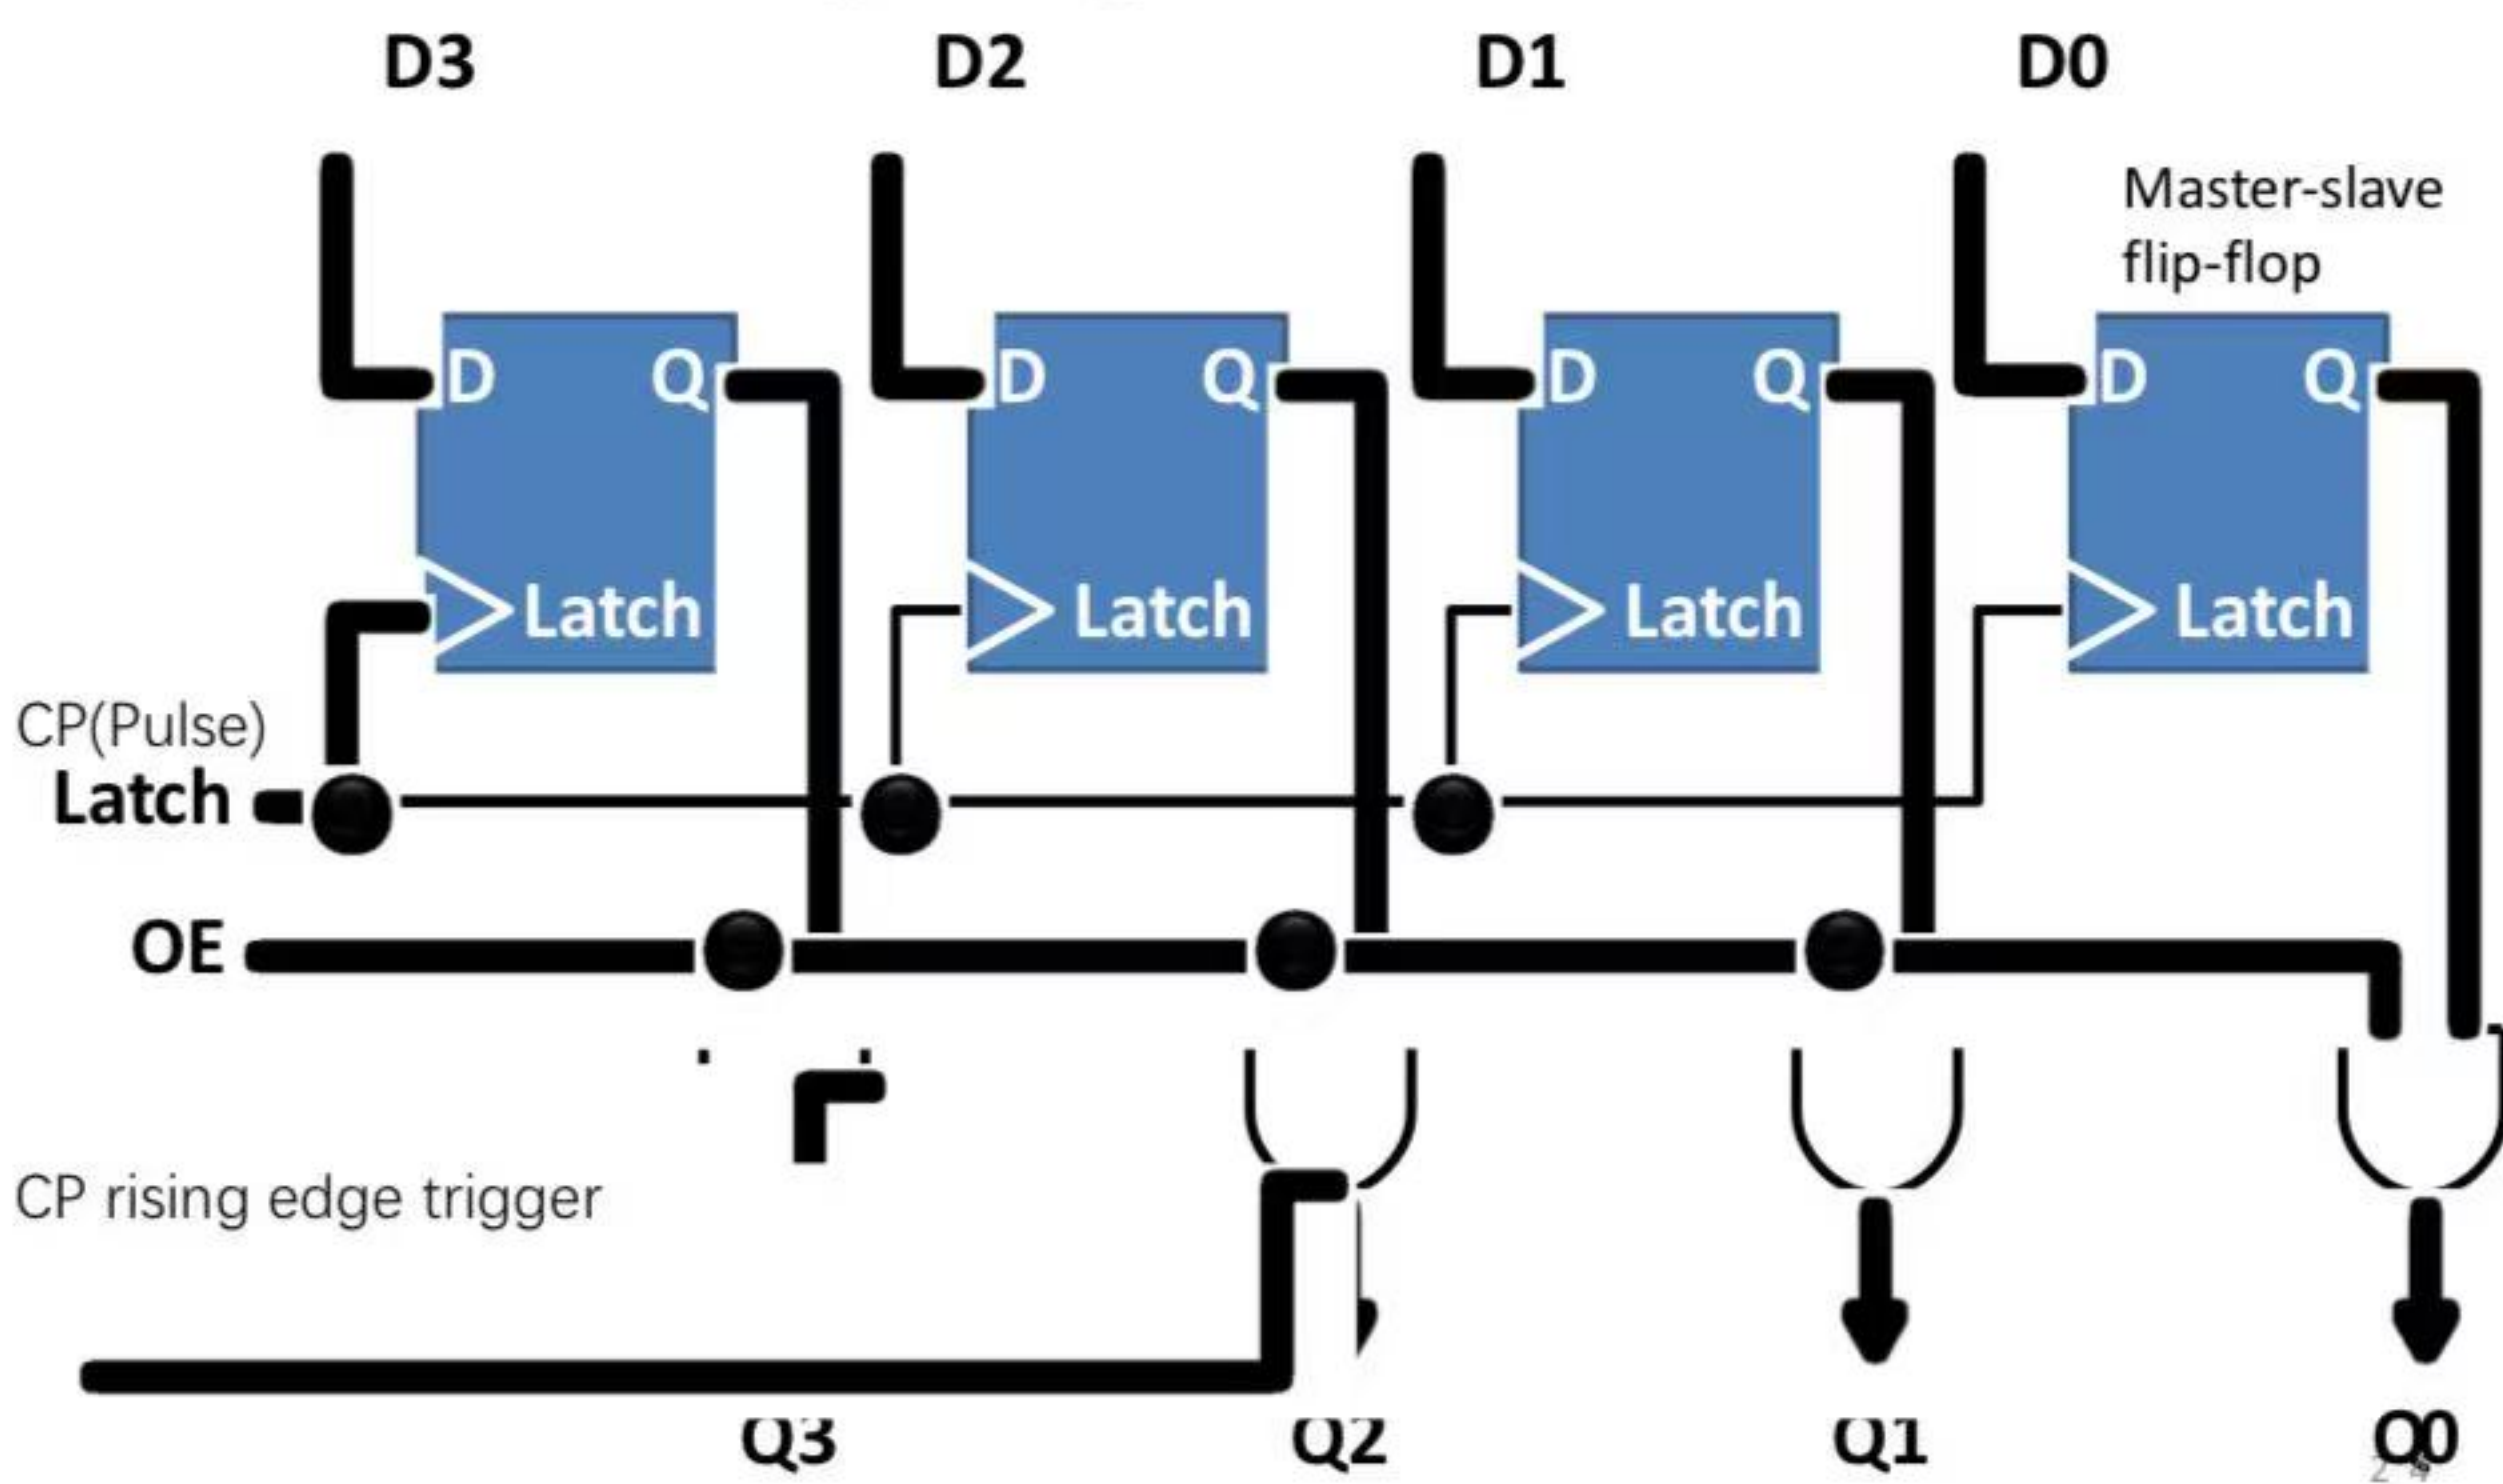 D3 D2 D1 D0
Master-slave
flip-flop
D Q D Q D Q D Q
Latch Latch Latch Latch
CP(Pulse)
Latch
OE
CP rising edge trigger
Q3 Q2 Q1 Q0